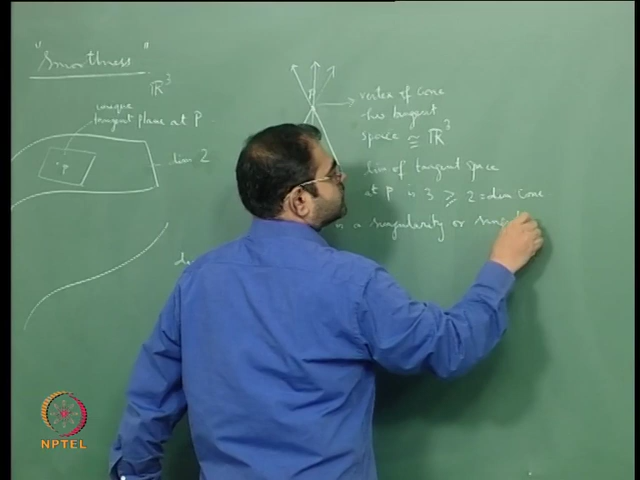 "Smoothness"
ℝ³
unique
tangent plane at P
P
dim 2
P
vertex of cone
has tangent
space ≅ ℝ³
dim of tangent space
at P is 3 ≥ 2 = dim Cone
is a singularity or
NPTEL